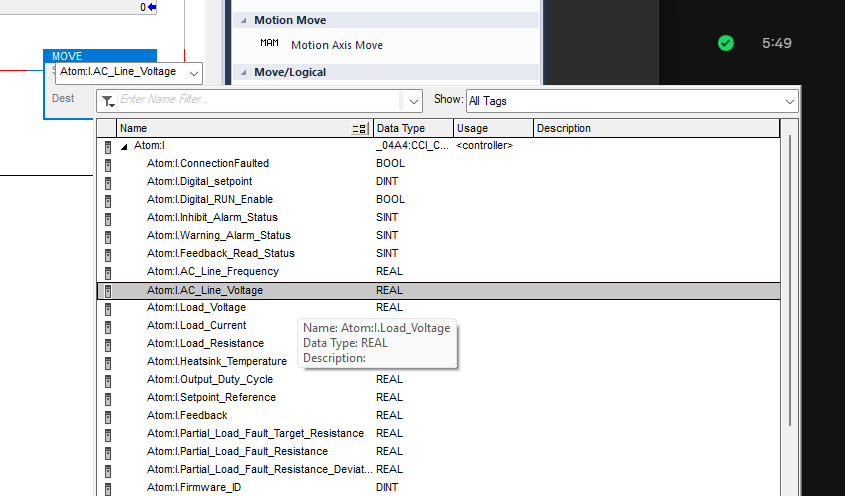 0
Motion Move
MAM Motion Axis Move
Move/Logical
5:49
MOVE
S Atom:I.AC_Line_Voltage
Dest
Enter Name Filter...
Show: All Tags
Name Data Type Usage Description
Atom:I _04A4:CCI_C... <controller>
Atom:I.ConnectionFaulted BOOL
Atom:I.Digital_setpoint DINT
Atom:I.Digital_RUN_Enable BOOL
Atom:I.Inhibit_Alarm_Status SINT
Atom:I.Warning_Alarm_Status SINT
Atom:I.Feedback_Read_Status SINT
Atom:I.AC_Line_Frequency REAL
Atom:I.AC_Line_Voltage REAL
Atom:I.Load_Voltage REAL
Atom:I.Load_Current
Atom:I.Load_Resistance
Atom:I.Heatsink_Temperature
Name: Atom:I.Load_Voltage
Data Type: REAL
Description:
Atom:I.Output_Duty_Cycle REAL
Atom:I.Setpoint_Reference REAL
Atom:I.Feedback REAL
Atom:I.Partial_Load_Fault_Target_Resistance REAL
Atom:I.Partial_Load_Fault_Resistance REAL
Atom:I.Partial_Load_Fault_Resistance_Deviat... REAL
Atom:I.Firmware_ID DINT